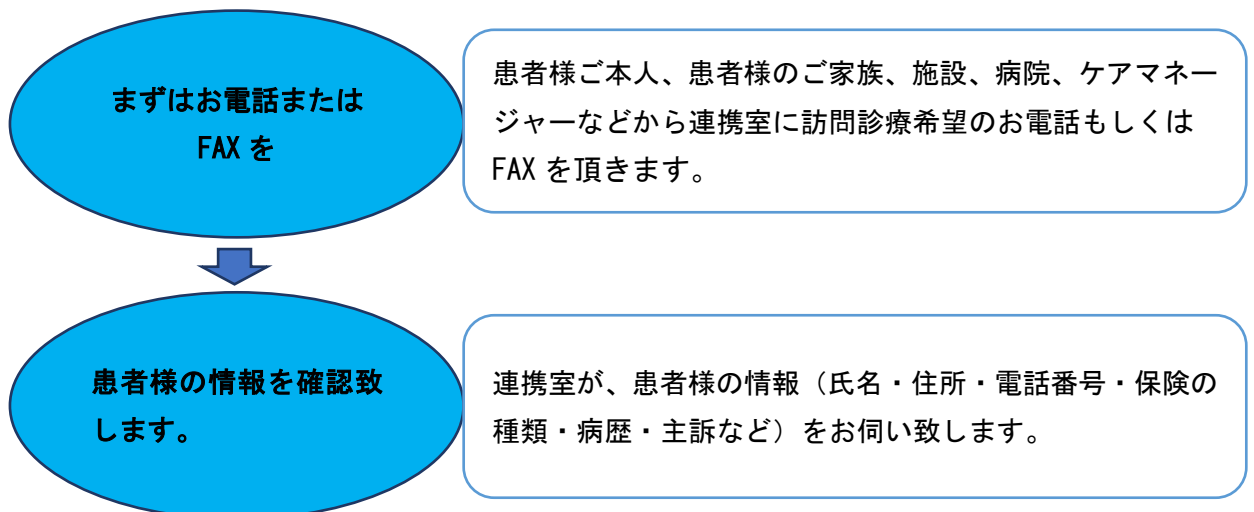 まずはお電話または
FAX を
患者様ご本人、患者様のご家族、施設、病院、ケアマネー
ジャーなどから連携室に訪問診療希望のお電話もしくは
FAX を頂きます。
患者様の情報を確認致
します。
連携室が、患者様の情報（氏名・住所・電話番号・保険の
種類・病歴・主訴など）をお伺い致します。